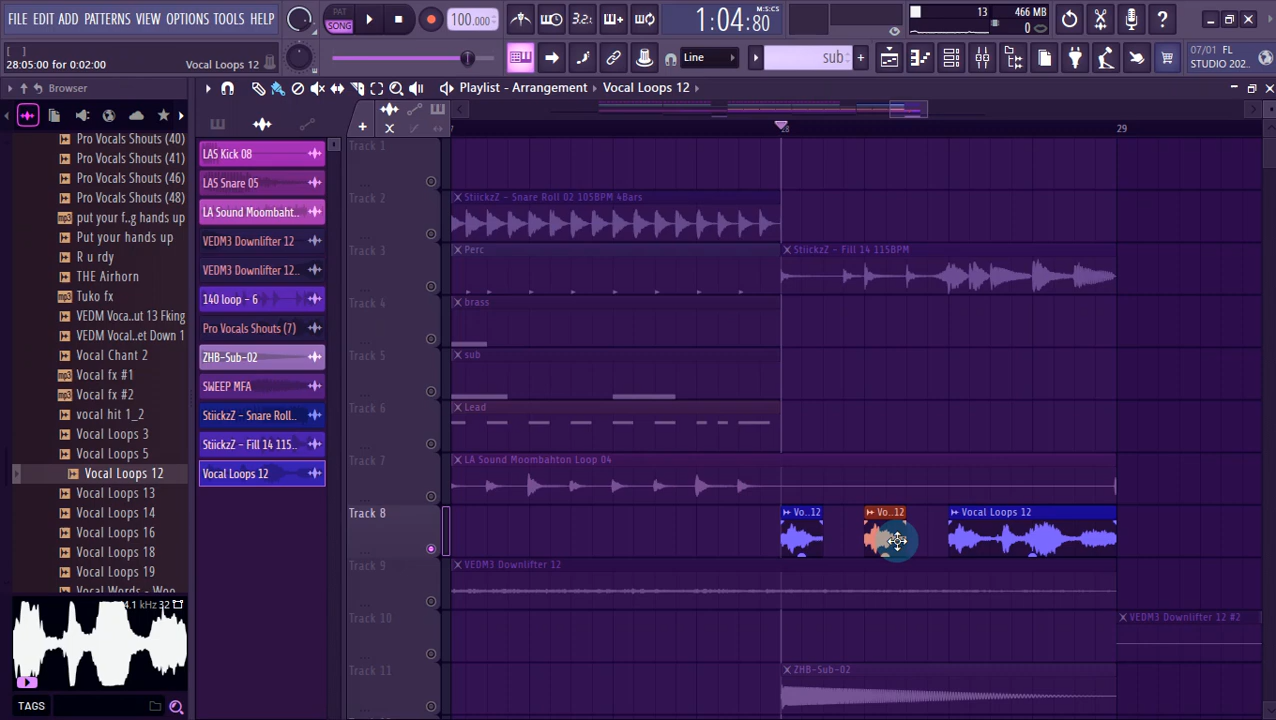 FILE EDIT ADD PATTERNS VIEW OPTIONS TOOLS HELP
PAT
SONG
100.000
3.2
M:S:CS
1:04:80
13
466 MB
0
[ ]
28:05:00 for 0:02:00
Vocal Loops 12
Line
sub
07/01 FL
STUDIO 202..
Browser
Playlist - Arrangement
Vocal Loops 12
7
28
29
Pro Vocals Shouts (40)
Pro Vocals Shouts (41)
Pro Vocals Shouts (46)
Pro Vocals Shouts (48)
put your f..g hands up
Put your hands up
R u rdy
THE Airhorn
Tuko fx
VEDM Voca..ut 13 Fking
VEDM Voca..et Down 1
Vocal Chant 2
Vocal fx #1
Vocal fx #2
vocal hit 1_2
Vocal Loops 3
Vocal Loops 5
Vocal Loops 12
Vocal Loops 13
Vocal Loops 14
Vocal Loops 16
Vocal Loops 18
Vocal Loops 19
TAGS
LAS Kick 08
LAS Snare 05
LA Sound Moombaht..
VEDM3 Downlifter 12
VEDM3 Downlifter 12..
140 loop - 6
Pro Vocals Shouts (7)
ZHB-Sub-02
SWEEP MFA
StiickzZ - Snare Roll..
StiickzZ - Fill 14 115..
Vocal Loops 12
Track 1
Track 2
StiickzZ - Snare Roll 02 105BPM 4Bars
Track 3
Perc
StiickzZ - Fill 14 115BPM
Track 4
brass
Track 5
sub
Track 6
Lead
Track 7
LA Sound Moombahton Loop 04
Track 8
Vo..12
Vo..12
Vocal Loops 12
Track 9
VEDM3 Downlifter 12
Track 10
VEDM3 Downlifter 12 #2
Track 11
ZHB-Sub-02